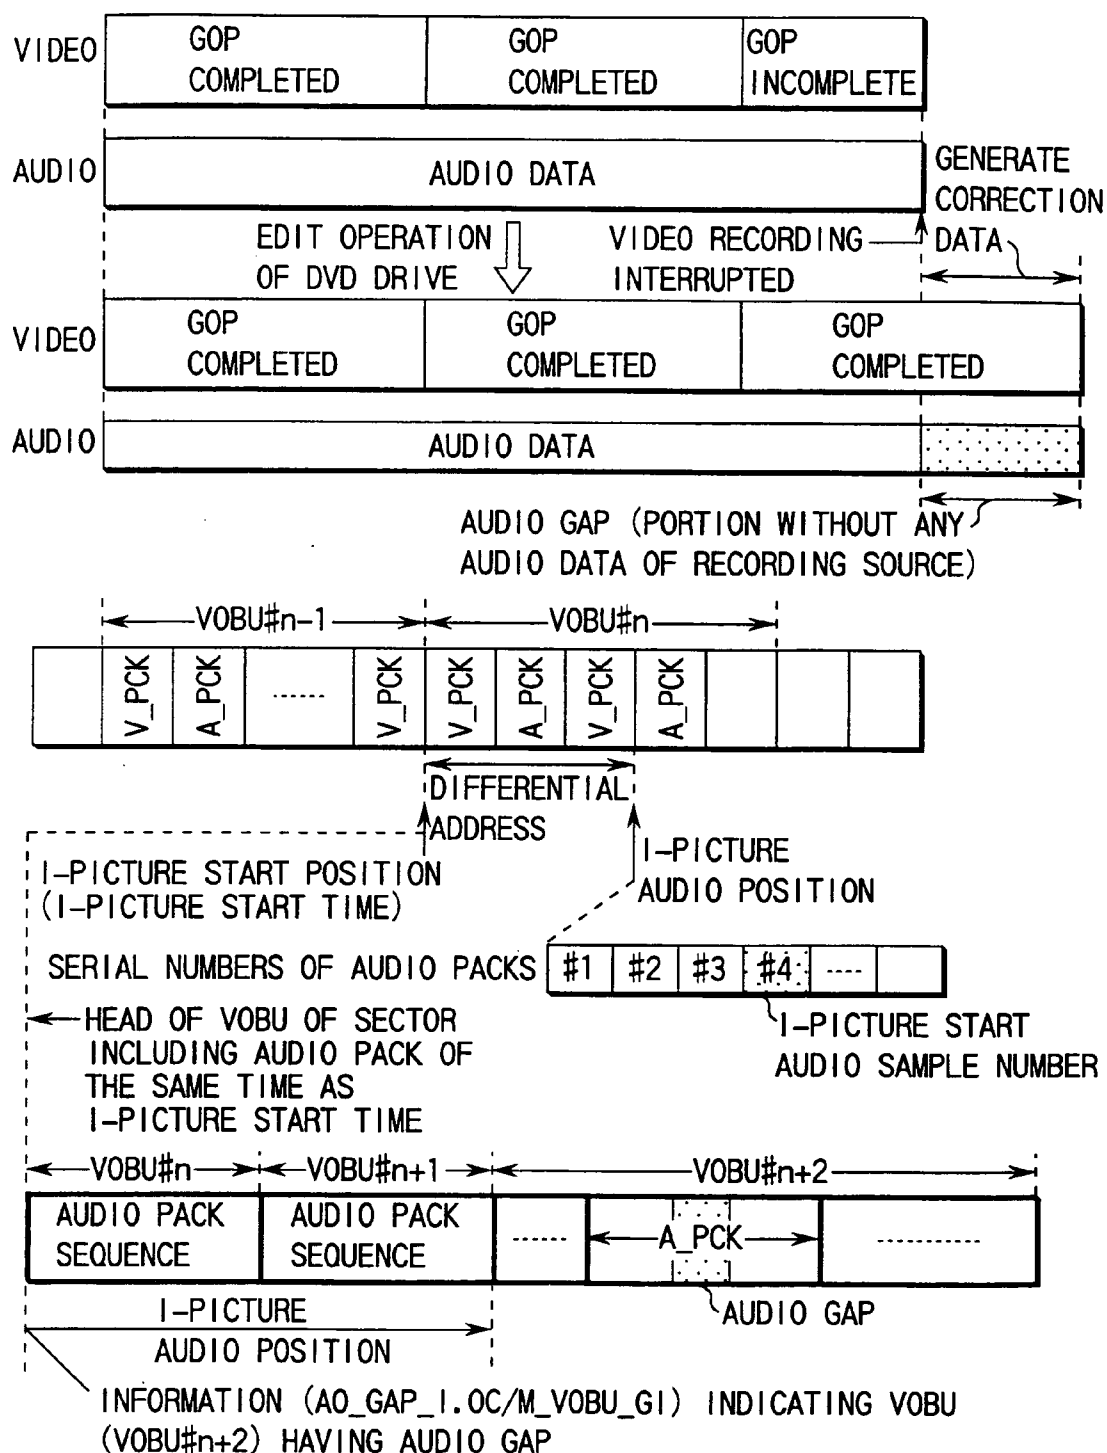 VIDEO
GOP
COMPLETED
GOP
COMPLETED
GOP
INCOMPLETE
AUDIO
AUDIO DATA
GENERATE
CORRECTION
DATA
EDIT OPERATION
OF DVD DRIVE
VIDEO RECORDING
INTERRUPTED
VIDEO
GOP
COMPLETED
GOP
COMPLETED
GOP
COMPLETED
AUDIO
AUDIO DATA
AUDIO GAP (PORTION WITHOUT ANY
AUDIO DATA OF RECORDING SOURCE)
VOBU#n-1
VOBU#n
V_PCK
A_PCK
------
V_PCK
V_PCK
A_PCK
V_PCK
A_PCK
DIFFERENTIAL
ADDRESS
I-PICTURE START POSITION
(I-PICTURE START TIME)
I-PICTURE
AUDIO POSITION
SERIAL NUMBERS OF AUDIO PACKS
#1
#2
#3
#4
----
I-PICTURE START
AUDIO SAMPLE NUMBER
HEAD OF VOBU OF SECTOR
INCLUDING AUDIO PACK OF
THE SAME TIME AS
I-PICTURE START TIME
VOBU#n
VOBU#n+1
VOBU#n+2
AUDIO PACK
SEQUENCE
AUDIO PACK
SEQUENCE
------
A_PCK
-------------
AUDIO GAP
I-PICTURE
AUDIO POSITION
INFORMATION (AO_GAP_I.OC/M_VOBU_GI) INDICATING VOBU
(VOBU#n+2) HAVING AUDIO GAP